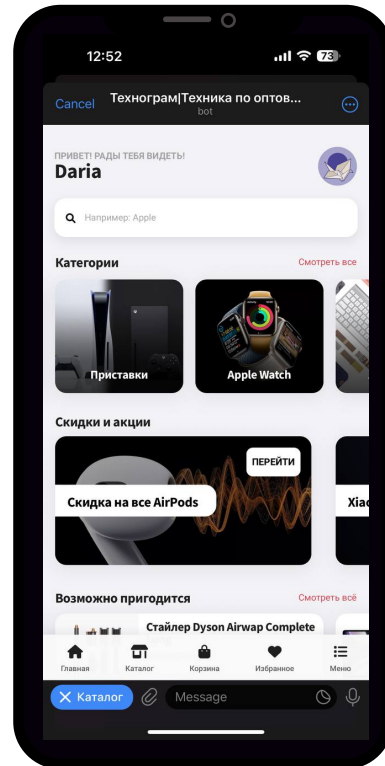 12:52
73
Cancel
Технограм|Техника по оптов...
bot
ПРИВЕТ! РАДЫ ТЕБЯ ВИДЕТЬ!
Daria
Например: Apple
Категории
Смотреть все
Приставки
Apple Watch
Скидки и акции
ПЕРЕЙТИ
Скидка на все AirPods
Xiao
Возможно пригодится
Смотреть всё
Стайлер Dyson Airwap Complete
Главная
Каталог
Корзина
Избранное
Меню
Каталог
Message